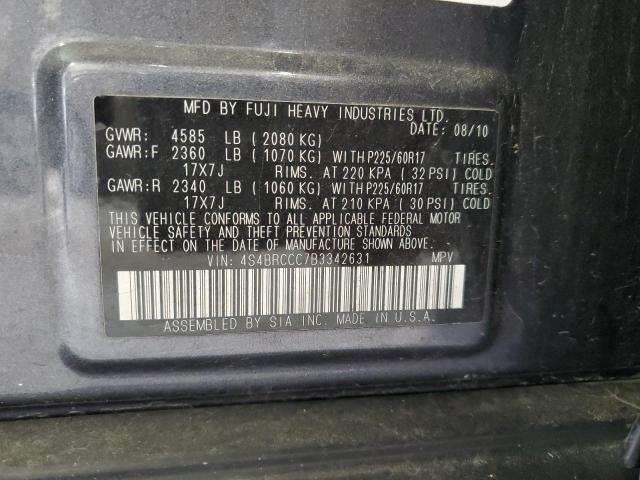 MFD BY FUJI HEAVY INDUSTRIES LTD.
DATE: 08/10
GVWR: 4585 LB ( 2080 KG)
GAWR:F 2360 LB ( 1070 KG) WITH P225/60R17 TIRES.
17X7J RIMS. AT 220 KPA ( 32 PSI) COLD
GAWR:R 2340 LB ( 1060 KG) WITH P225/60R17 TIRES.
17X7J RIMS. AT 210 KPA ( 30 PSI) COLD
THIS VEHICLE CONFORMS TO ALL APPLICABLE FEDERAL MOTOR
VEHICLE SAFETY AND THEFT PREVENTION STANDARDS
IN EFFECT ON THE DATE OF MANUFACTURE SHOWN ABOVE.
VIN: 4S4BRCCC7B3342631 MPV
ASSEMBLED BY SIA INC. MADE IN U.S.A.